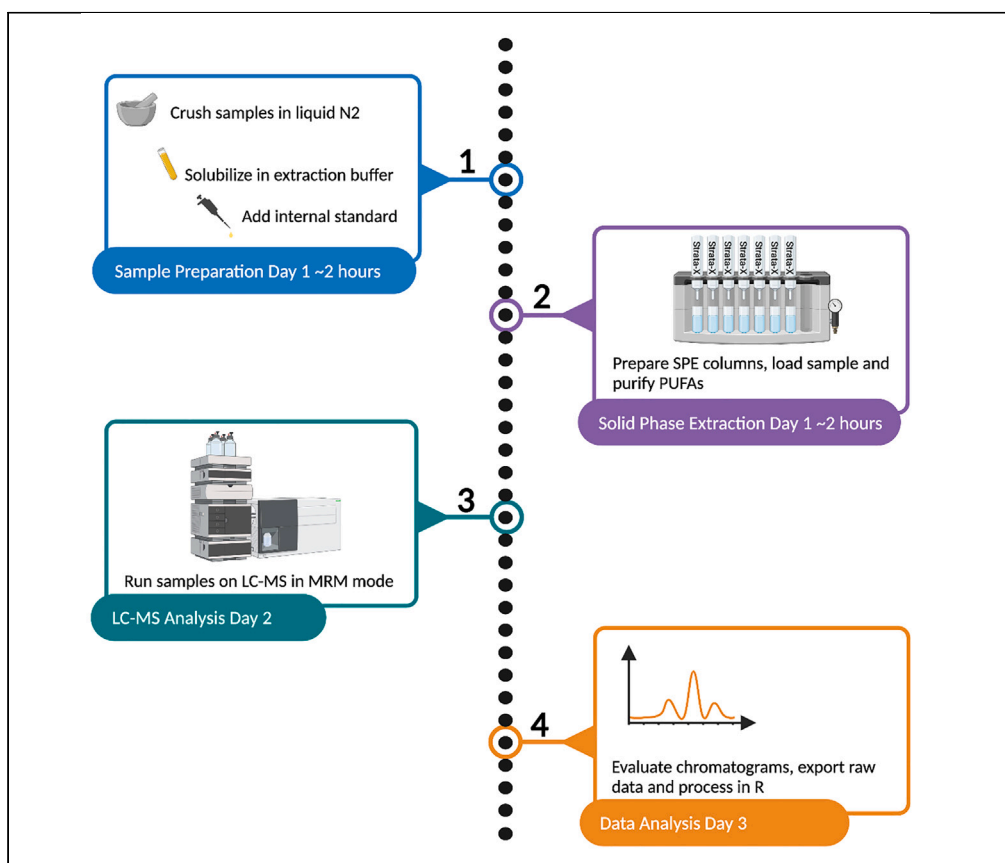 Crush samples in liquid N2
Solubilize in extraction buffer
Add internal standard
Sample Preparation Day 1 ~2 hours
1
2
Strata-X
Strata-X
Strata-X
Strata-X
Strata-X
Strata-X
Strata-X
Prepare SPE columns, load sample and
purify PUFAs
Solid Phase Extraction Day 1 ~2 hours
3
Run samples on LC-MS in MRM mode
LC-MS Analysis Day 2
4
Evaluate chromatograms, export raw
data and process in R
Data Analysis Day 3